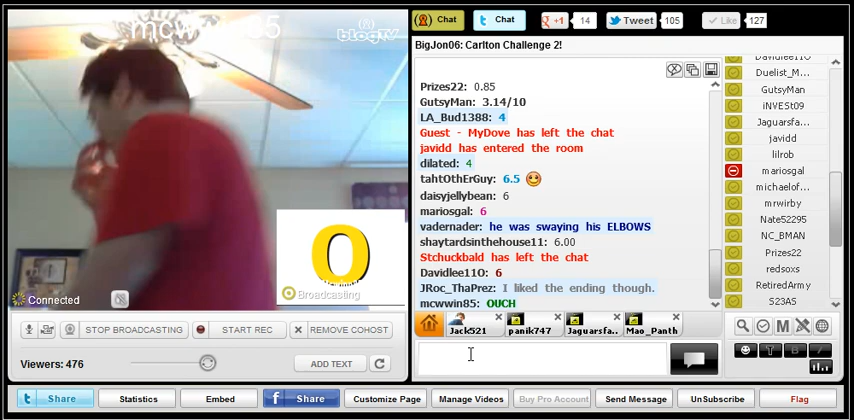 mcwwin85
blogTV
Connected
O
Broadcasting
STOP BROADCASTING
START REC
REMOVE COHOST
Viewers: 476
ADD TEXT
Chat
Chat
+1
14
Tweet
105
Like
127
BigJon06: Carlton Challenge 2!
Prizes22: 0.85
GutsyMan: 3.14/10
LA_Bud1388: 4
Guest - MyDove has left the chat
javidd has entered the room
dilated: 4
tahtOthErGuy: 6.5
daisyjellybean: 6
mariosgal: 6
vadernader: he was swaying his ELBOWS
shaytardsinthehouse11: 6.00
Stchuckbald has left the chat
Davidlee11O: 6
JRoc_ThaPrez: I liked the ending though.
mcwwin85: OUCH
Davidlee11O
Duelist_M...
GutsyMan
iNVESt09
Jaguarsfa...
javidd
lilrob
mariosgal
michaelof...
mrwirby
Nate52295
NC_BMAN
Prizes22
redsoxs
RetiredArmy
S23AS
Jack521
panik747
Jaguarsfa..
Mao_Panth
M
T
B
I
Share
Statistics
Embed
Share
Customize Page
Manage Videos
Buy Pro Account
Send Message
UnSubscribe
Flag